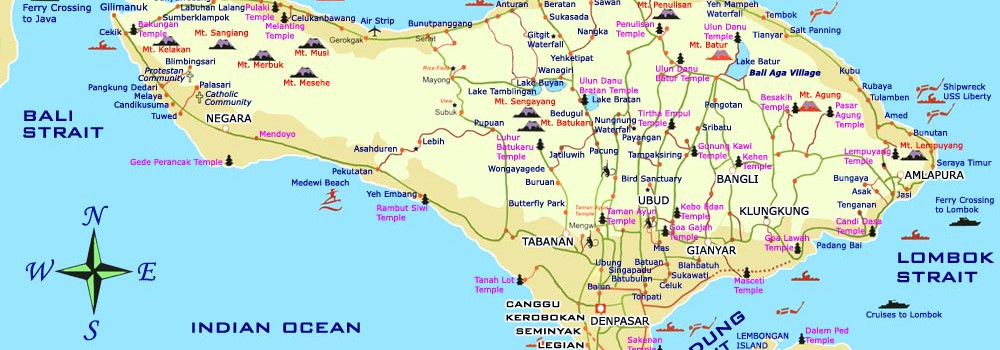 Ferry Crossing
to Java
Gilimanuk
Cekik
Bakungan
Temple
Labuhan Lalang
Sumberklampok
Pulaki
Temple
Melanting
Temple
Celukanbawang
Air Strip
Gerokgak
Bunutpanggang
Seririt
Anturan
Beratan
Sukasada
Sawan
Nangka
Penulisan
Temple
Mt. Penulisan
Yeh Mampeh
Waterfall
Tembok
Tianyar
Salt Panning
Mt. Kelakan
Mt. Sangiang
Mt. Merbuk
Mt. Musi
Mt. Mesehe
Blimbingsari
Protestan
Community
Palasari
Catholic
Community
Pangkung Dedari
Melaya
Candikusuma
Tuwed
NEGARA
Mendoyo
Gede Perancak Temple
BALI
STRAIT
Rice Field
Mayong
View
Subuk
Gitgit
Waterfall
Yehketipat
Wanagiri
Lake Buyan
Lake Tamblingan
Mt. Sengayang
Mt. Batukaru
Ulun Danu
Bratan Temple
Lake Bratan
Bedugul
Pupuan
Luhur
Batukaru
Temple
Nungnung
Waterfall
Ulun Danu
Temple
Mt. Batur
Lake Batur
Bali Aga Village
Ulun Danu
Batur Temple
Kubu
Rubaya
Tulamben
Shipwreck
USS Liberty
Pengotan
Besakih
Temple
Mt. Agung
Pasar
Agung
Temple
Amed
Bunutan
Tirtha Empul
Temple
Sribatu
Payangan
Tampaksiring
Gunung Kawi
Temple
Kehen
Temple
Lempuyang
Temple
Mt. Lempuyang
Seraya Timur
AMLAPURA
Lebih
Asahduren
Pekutatan
Medewi Beach
Yeh Embang
Rambut Siwi
Temple
Jatiluwih
Pacung
Wongayagede
Buruan
Bird Sanctuary
Butterfly Park
BANGLI
Bungaya
Asak
Jasi
Tenganan
Ferry Crossing
to Lombok
UBUD
Taman Ayun
Temple
Taman Ayun
Temple
Mengwi
Kebo Edan
Temple
Goa Gajah
Temple
KLUNGKUNG
Candi Dasa
Temple
Goa Lawah
Temple
Padang Bai
TABANAN
Mas
GIANYAR
Ubung
Batuan
Singapadu
Blahbatuh
Batubulan
Sukawati
Celuk
Balun
Tohpati
Masceti
Temple
LOMBOK
STRAIT
Tanah Lot
Temple
N
W
E
S
INDIAN OCEAN
CANGGU
KEROBOKAN
SEMINYAK
LEGIAN
DENPASAR
Sakenan
Temple
DUNG
LEMBONGAN
ISLAND
Dalem Ped
Temple
Cruises to Lombok